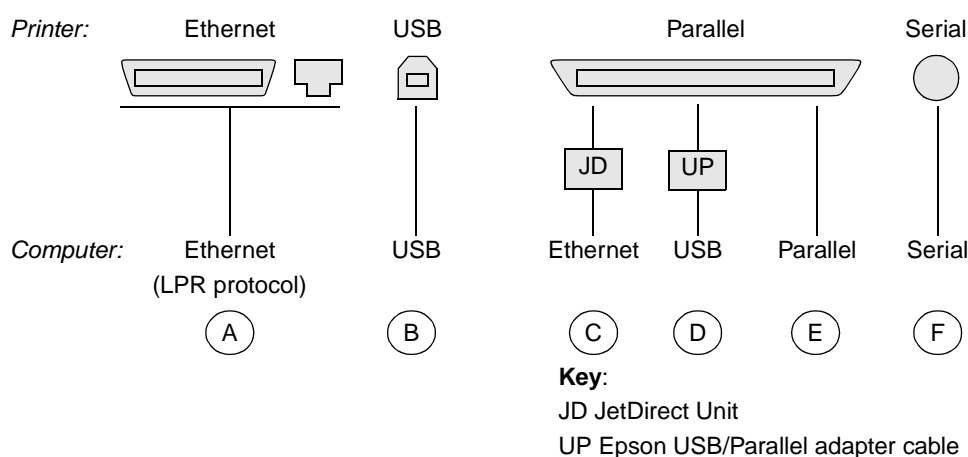 Printer: Ethernet USB Parallel Serial
JD UP
Computer: Ethernet USB Ethernet USB Parallel Serial
(LPR protocol)
A B C D E F
Key:
JD JetDirect Unit
UP Epson USB/Parallel adapter cable